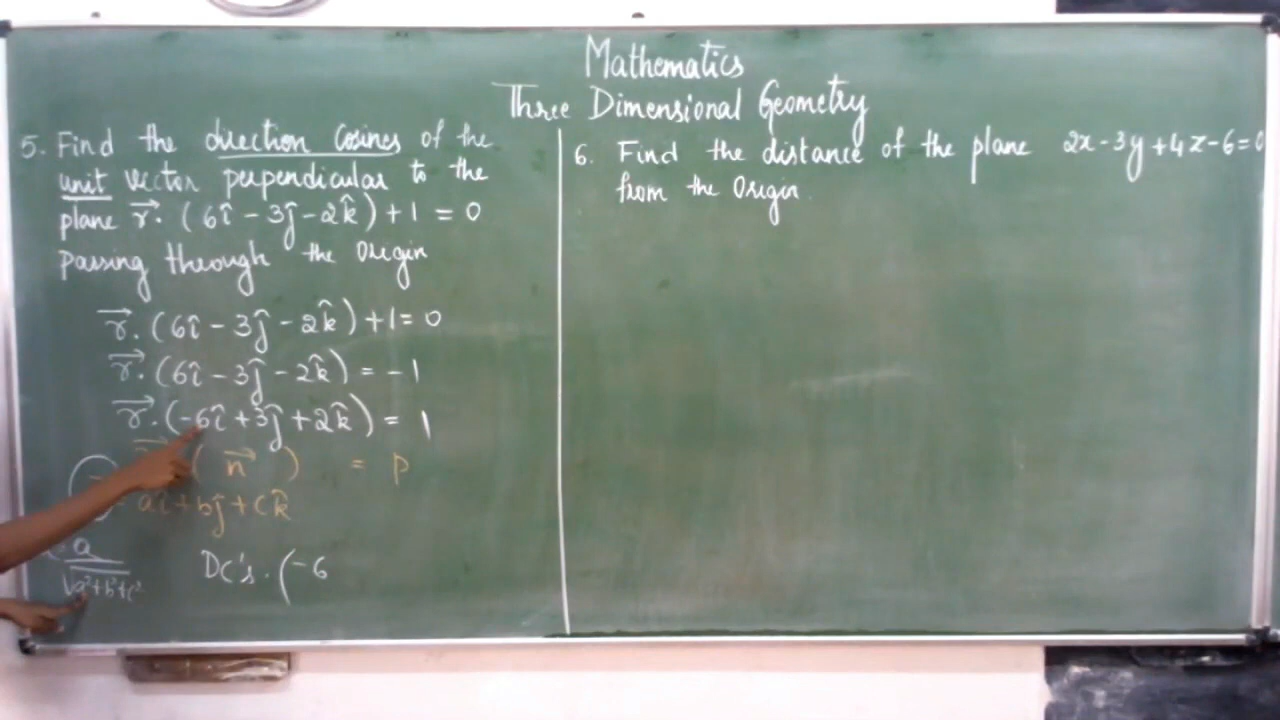 Mathematics
Three Dimensional Geometry
5. Find the direction cosines of the
unit vector perpendicular to the
plane r⃗. (6î - 3ĵ - 2k̂) + 1 = 0
passing through the origin
r⃗. (6î - 3ĵ - 2k̂) + 1 = 0
r⃗. (6î - 3ĵ - 2k̂) = - 1
r⃗. (-6î + 3ĵ + 2k̂) = 1
( n⃗ ) = p
aî + bĵ + ck̂
a
√a²+b²+c²
Dc's. (-6
6. Find the distance of the plane 2x - 3y + 4z - 6 = 0
from the Origin.